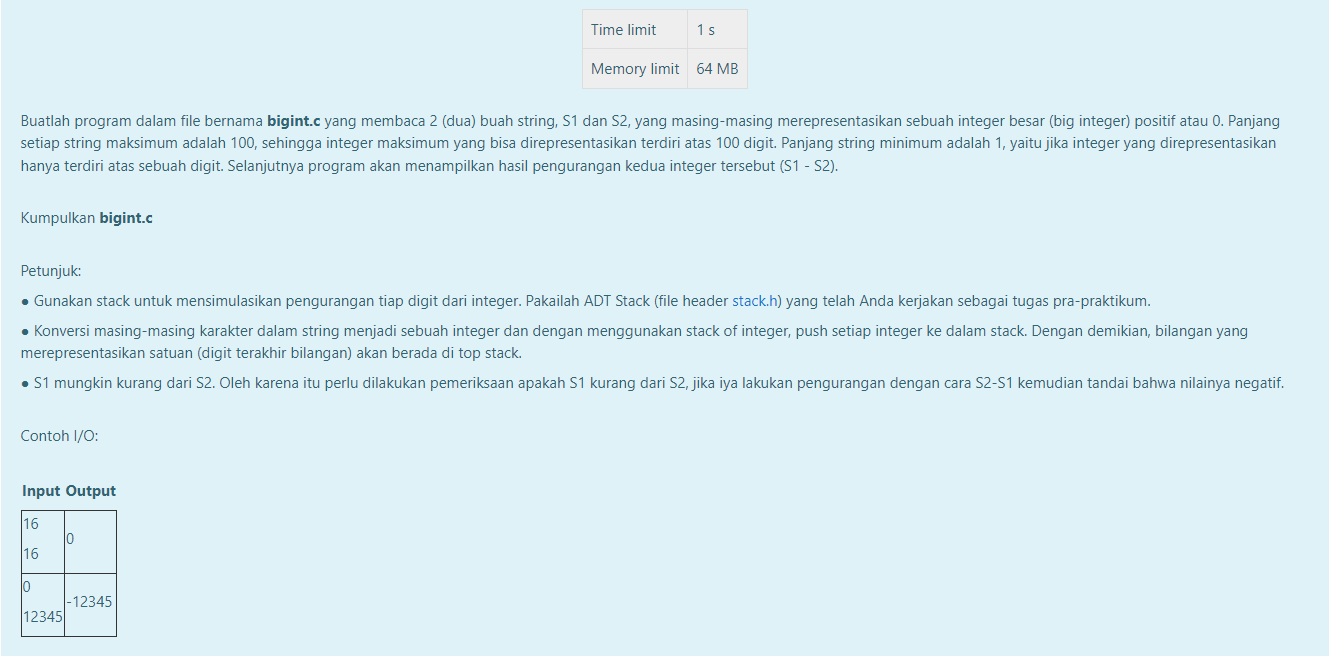 Time limit 1 s
Memory limit 64 MB
Buatlah program dalam file bernama bigint.c yang membaca 2 (dua) buah string, S1 dan S2, yang masing-masing merepresentasikan sebuah integer besar (big integer) positif atau 0. Panjang
setiap string maksimum adalah 100, sehingga integer maksimum yang bisa direpresentasikan terdiri atas 100 digit. Panjang string minimum adalah 1, yaitu jika integer yang direpresentasikan
hanya terdiri atas sebuah digit. Selanjutnya program akan menampilkan hasil pengurangan kedua integer tersebut (S1 - S2).
Kumpulkan bigint.c
Petunjuk:
● Gunakan stack untuk mensimulasikan pengurangan tiap digit dari integer. Pakailah ADT Stack (file header stack.h) yang telah Anda kerjakan sebagai tugas pra-praktikum.
● Konversi masing-masing karakter dalam string menjadi sebuah integer dan dengan menggunakan stack of integer, push setiap integer ke dalam stack. Dengan demikian, bilangan yang
merepresentasikan satuan (digit terakhir bilangan) akan berada di top stack.
● S1 mungkin kurang dari S2. Oleh karena itu perlu dilakukan pemeriksaan apakah S1 kurang dari S2, jika iya lakukan pengurangan dengan cara S2-S1 kemudian tandai bahwa nilainya negatif.
Contoh I/O:
Input Output
16
16
0
0
12345
-12345